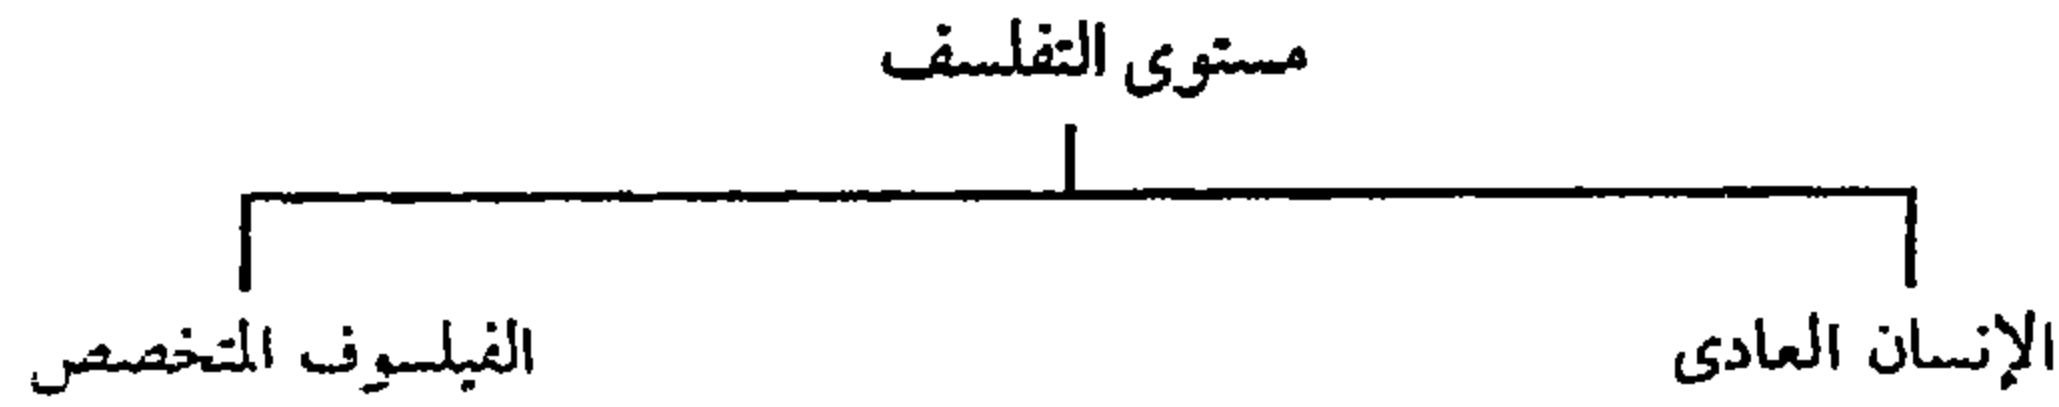 مستوى التفلسف
الإنسان العادى
الفيلسوف المتخصص